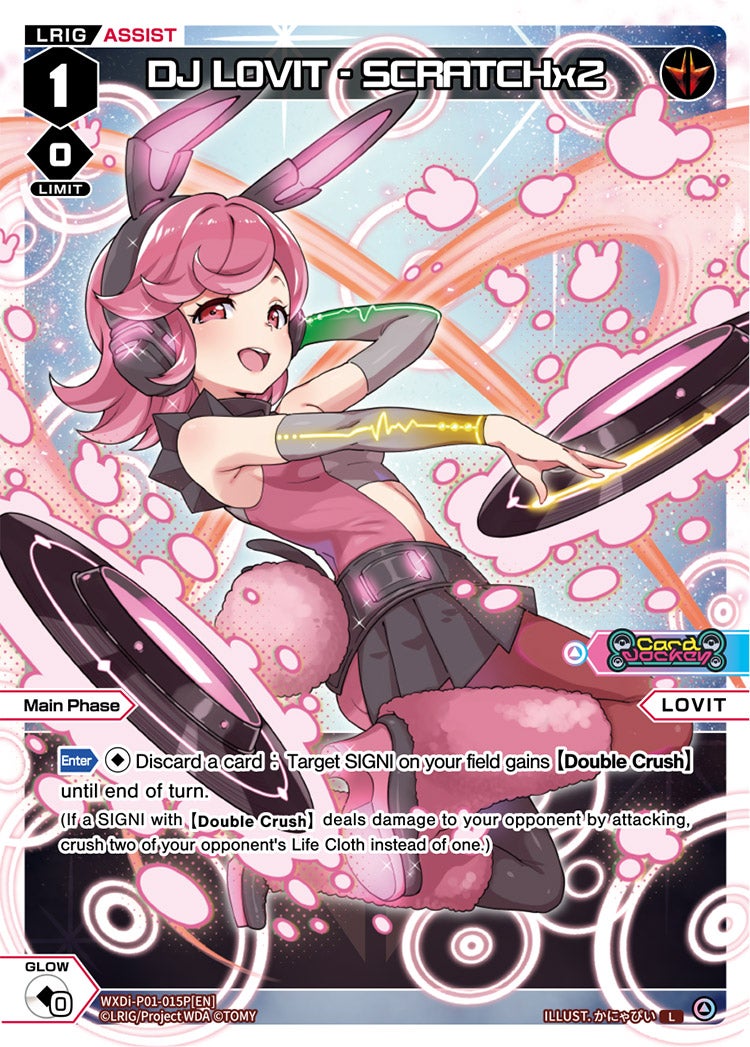 LRIG ASSIST
1
DJ LOVIT - SCRATCHx2
0
LIMIT
Card
Jockey
Main Phase
LOVIT
Enter Discard a card : Target SIGNI on your field gains 【Double Crush】
until end of turn.
(If a SIGNI with 【Double Crush】 deals damage to your opponent by attacking,
crush two of your opponent's Life Cloth instead of one.)
GLOW
0
WXDi-P01-015P[EN]
©LRIG/Project WDA ©TOMY
ILLUST. かにゃびぃ L